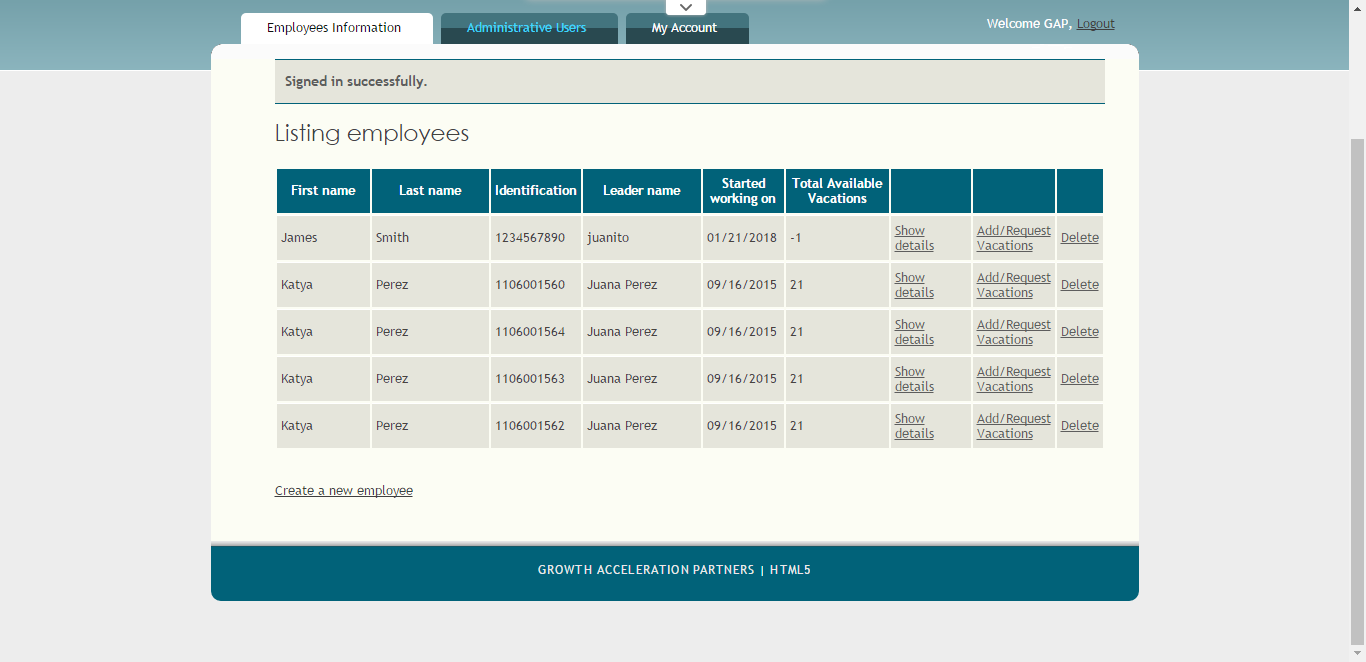 Employees Information
Administrative Users
My Account
Welcome GAP, Logout
Signed in successfully.
Listing employees
First name Last name Identification Leader name Started working on Total Available Vacations
James Smith 1234567890 juanito 01/21/2018 -1 Show details Add/Request Vacations Delete
Katya Perez 1106001560 Juana Perez 09/16/2015 21 Show details Add/Request Vacations Delete
Katya Perez 1106001564 Juana Perez 09/16/2015 21 Show details Add/Request Vacations Delete
Katya Perez 1106001563 Juana Perez 09/16/2015 21 Show details Add/Request Vacations Delete
Katya Perez 1106001562 Juana Perez 09/16/2015 21 Show details Add/Request Vacations Delete
Create a new employee
GROWTH ACCELERATION PARTNERS | HTML5